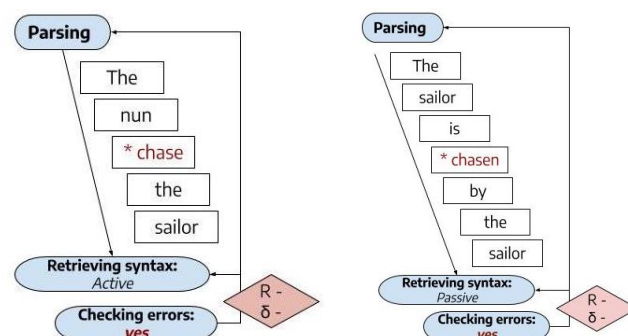 Parsing
The
nun
* chase
the
sailor
Retrieving syntax:
Active
R -
δ -
Checking errors:
yes
Parsing
The
sailor
is
* chasen
by
the
sailor
Retrieving syntax:
Passive
R -
δ -
Checking errors:
yes